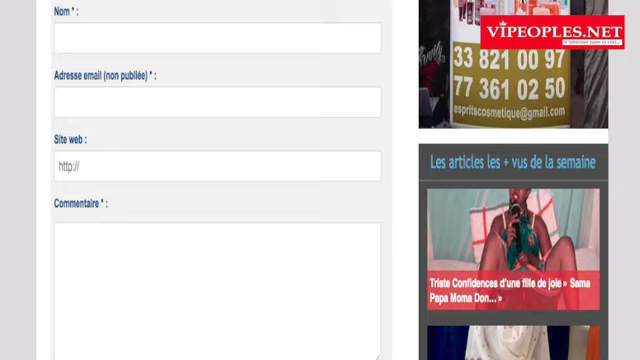 Nom * :
Adresse email (non publiée) * :
Site web :
http://
Commentaire * :
VIPEOPLES.NET
33 821 00 97
77 361 02 50
espritscosmetique@gmail.com
Les articles les + vus de la semaine
Triste Confidences d'une fille de joie » Sama
Papa Moma Don... »